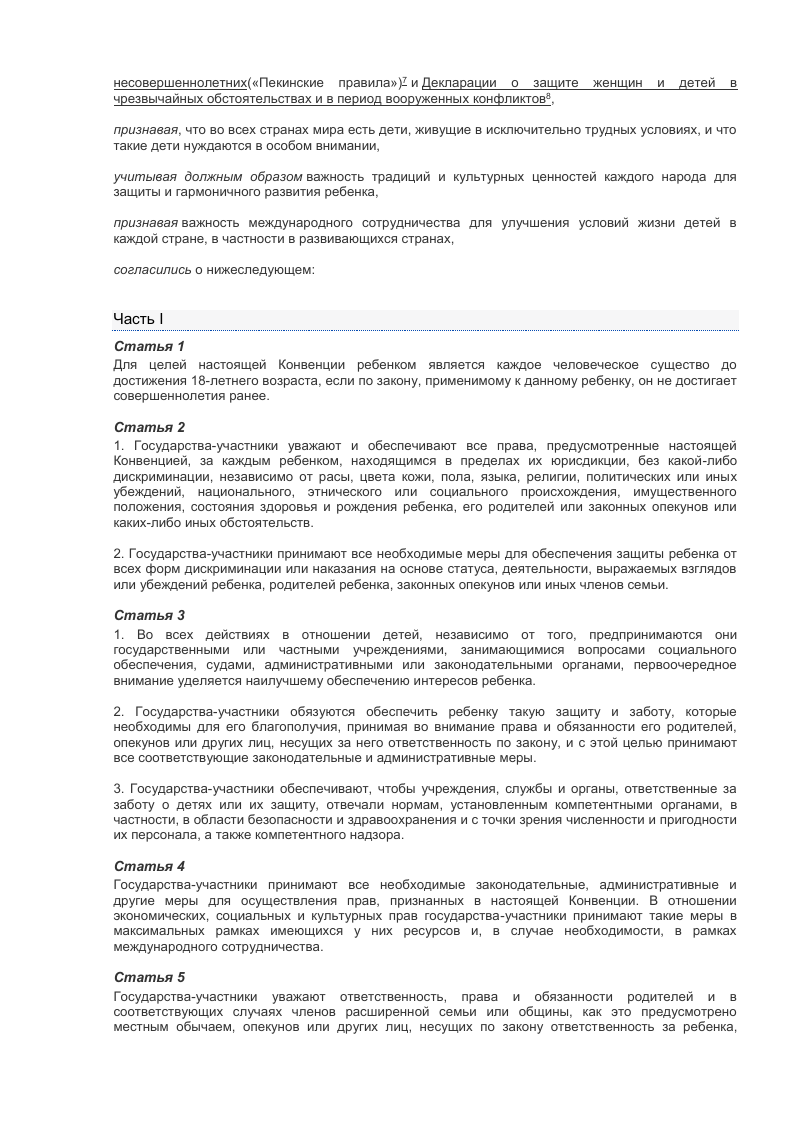 несовершеннолетних(«Пекинские правила»)7 и Декларации о защите женщин и детей в
чрезвычайных обстоятельствах и в период вооруженных конфликтов8,
признавая, что во всех странах мира есть дети, живущие в исключительно трудных условиях, и что
такие дети нуждаются в особом внимании,
учитывая должным образом важность традиций и культурных ценностей каждого народа для
защиты и гармоничного развития ребенка,
признавая важность международного сотрудничества для улучшения условий жизни детей в
каждой стране, в частности в развивающихся странах,
согласились о нижеследующем:
Часть I
Статья 1
Для целей настоящей Конвенции ребенком является каждое человеческое существо до
достижения 18-летнего возраста, если по закону, применимому к данному ребенку, он не достигает
совершеннолетия ранее.
Статья 2
1. Государства-участники уважают и обеспечивают все права, предусмотренные настоящей
Конвенцией, за каждым ребенком, находящимся в пределах их юрисдикции, без какой-либо
дискриминации, независимо от расы, цвета кожи, пола, языка, религии, политических или иных
убеждений, национального, этнического или социального происхождения, имущественного
положения, состояния здоровья и рождения ребенка, его родителей или законных опекунов или
каких-либо иных обстоятельств.
2. Государства-участники принимают все необходимые меры для обеспечения защиты ребенка от
всех форм дискриминации или наказания на основе статуса, деятельности, выражаемых взглядов
или убеждений ребенка, родителей ребенка, законных опекунов или иных членов семьи.
Статья 3
1. Во всех действиях в отношении детей, независимо от того, предпринимаются они
государственными или частными учреждениями, занимающимися вопросами социального
обеспечения, судами, административными или законодательными органами, первоочередное
внимание уделяется наилучшему обеспечению интересов ребенка.
2. Государства-участники обязуются обеспечить ребенку такую защиту и заботу, которые
необходимы для его благополучия, принимая во внимание права и обязанности его родителей,
опекунов или других лиц, несущих за него ответственность по закону, и с этой целью принимают
все соответствующие законодательные и административные меры.
3. Государства-участники обеспечивают, чтобы учреждения, службы и органы, ответственные за
заботу о детях или их защиту, отвечали нормам, установленным компетентными органами, в
частности, в области безопасности и здравоохранения и с точки зрения численности и пригодности
их персонала, а также компетентного надзора.
Статья 4
Государства-участники принимают все необходимые законодательные, административные и
другие меры для осуществления прав, признанных в настоящей Конвенции. В отношении
экономических, социальных и культурных прав государства-участники принимают такие меры в
максимальных рамках имеющихся у них ресурсов и, в случае необходимости, в рамках
международного сотрудничества.
Статья 5
Государства-участники уважают ответственность, права и обязанности родителей и в
соответствующих случаях членов расширенной семьи или общины, как это предусмотрено
местным обычаем, опекунов или других лиц, несущих по закону ответственность за ребенка,